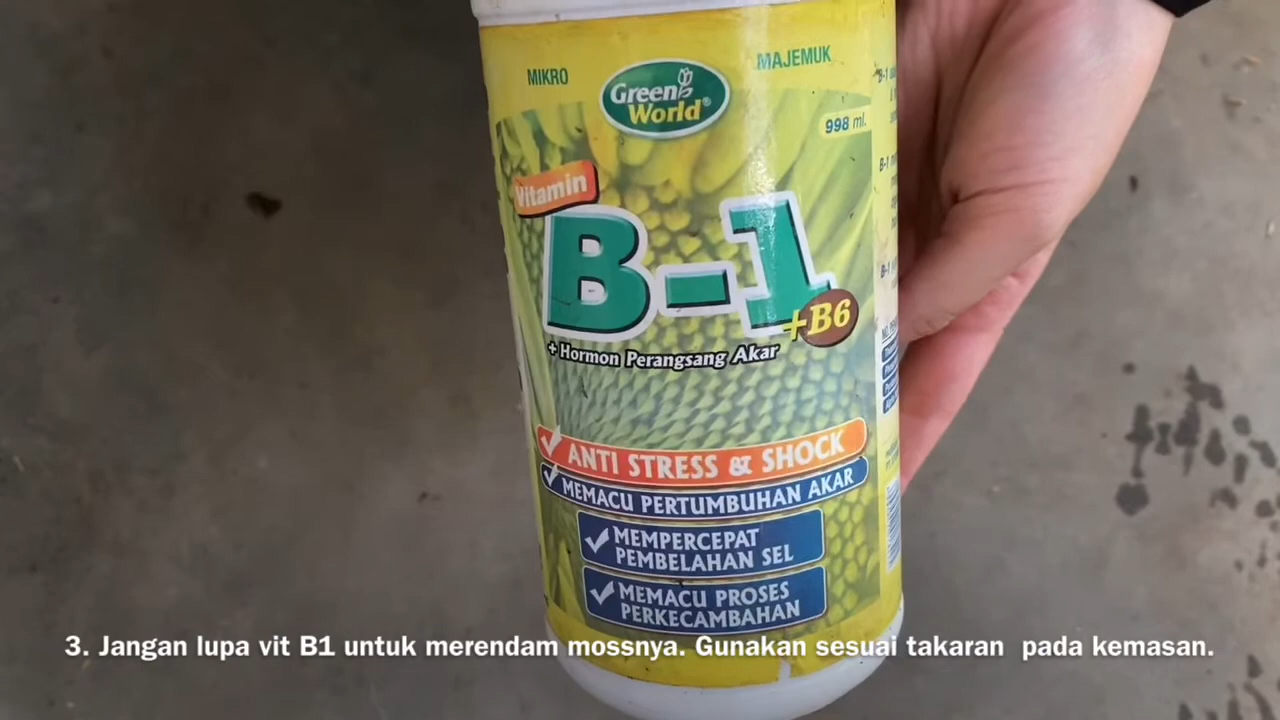 MIKRO
MAJEMUK
Green World®
998 ml.
Vitamin
B-1
+B6
+ Hormon Perangsang Akar
ANTI STRESS & SHOCK
MEMACU PERTUMBUHAN AKAR
MEMPERCEPAT
PEMBELAHAN SEL
MEMACU PROSES
PERKECAMBAHAN
3. Jangan lupa vit B1 untuk merendam mossnya. Gunakan sesuai takaran pada kemasan.